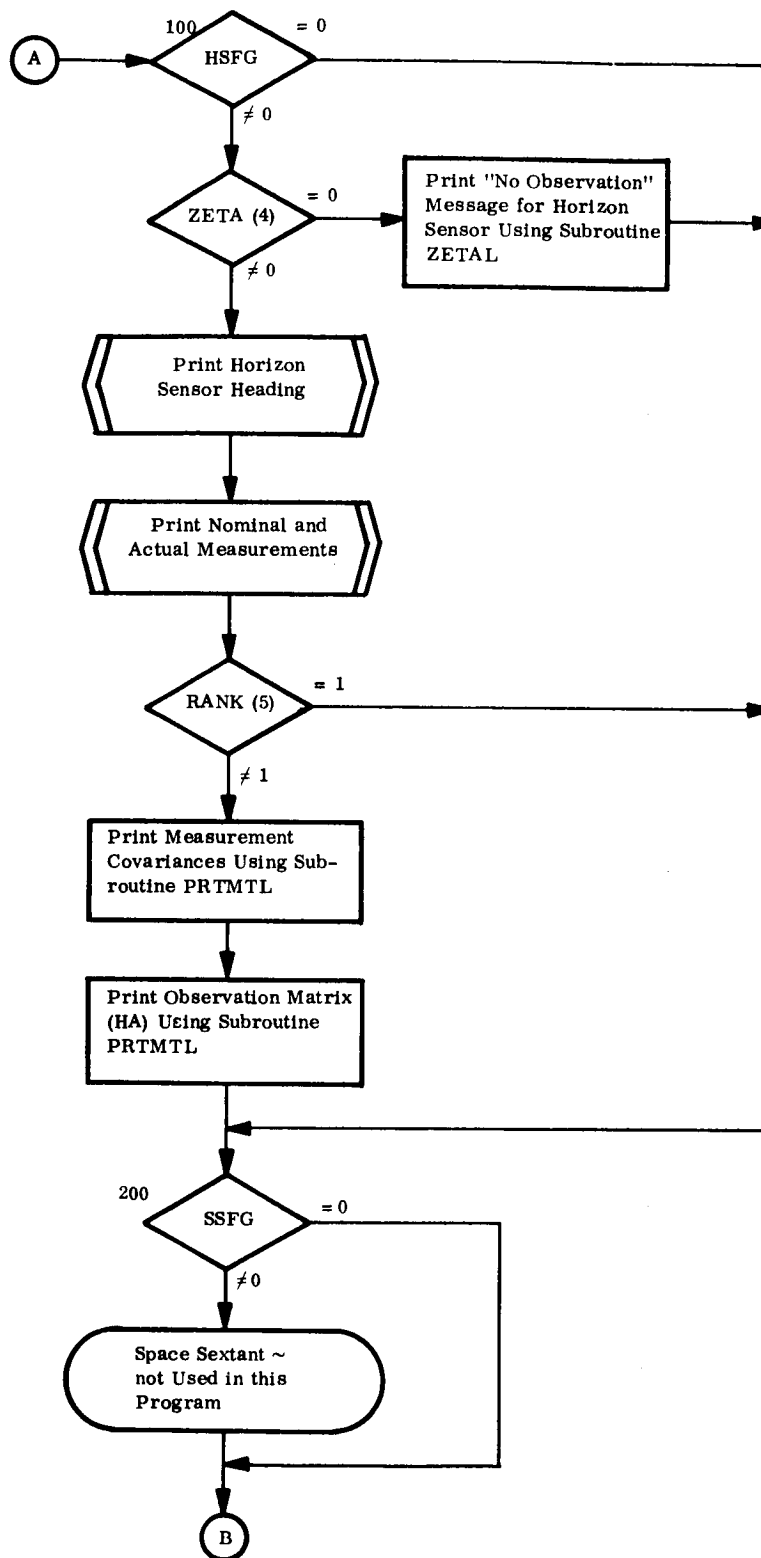 100
= 0
A
HSFG
≠ 0
ZETA (4)
= 0
Print "No Observation"
Message for Horizon
Sensor Using Subroutine
ZETAL
≠ 0
Print Horizon
Sensor Heading
Print Nominal and
Actual Measurements
RANK (5)
= 1
≠ 1
Print Measurement
Covariances Using Sub-
routine PRTMTL
Print Observation Matrix
(HA) Using Subroutine
PRTMTL
200
SSFG
= 0
≠ 0
Space Sextant ~
not Used in this
Program
B